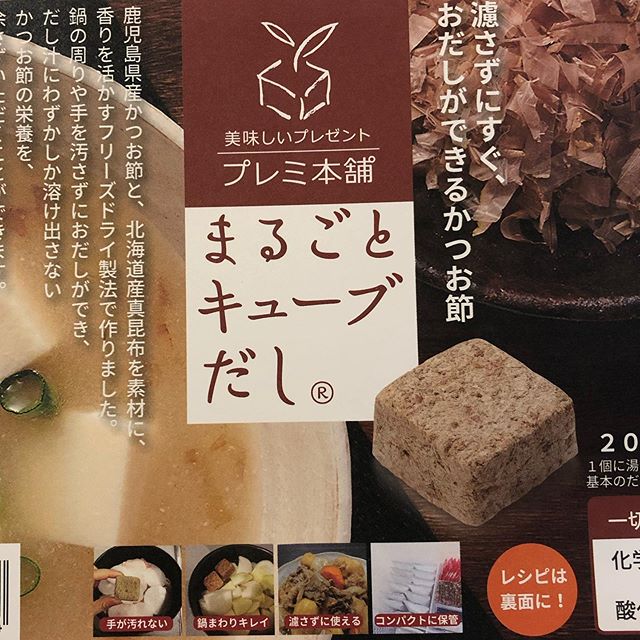 美味しいプレゼント
プレミ本舗
まるごと
キューブ
だし®
濾さずにすぐ、
おだしができるかつお節
鹿児島県産かつお節と、北海道産真昆布を素材に、
香りを活かすフリーズドライ製法で作りました。
鍋の周りや手を汚さずにおだしができ、
だし汁にわずかしか溶け出さない
かつお節の栄養を、
20
1個に湯
基本のだ
一切
化学
酸
レシピは
裏面に!
手が汚れない
鍋まわりキレイ
濾さずに使える
コンパクトに保管